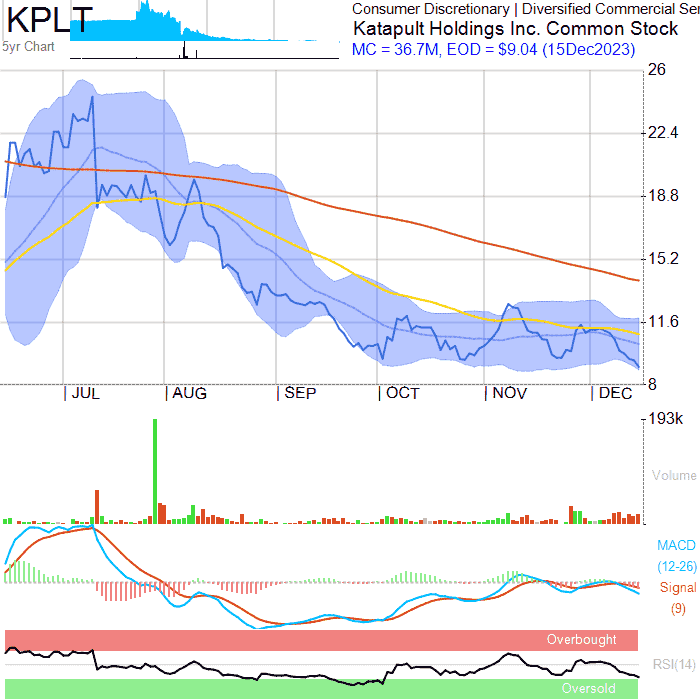 KPLT
5yr Chart
Consumer Discretionary | Diversified Commercial Ser
Katapult Holdings Inc. Common Stock
MC = 36.7M, EOD = $9.04 (15Dec2023)
26
22.4
18.8
15.2
11.6
8
JUL AUG SEP OCT NOV DEC
193k
Volume
MACD
(12-26)
Signal
(9)
Overbought
RSI(14)
Oversold